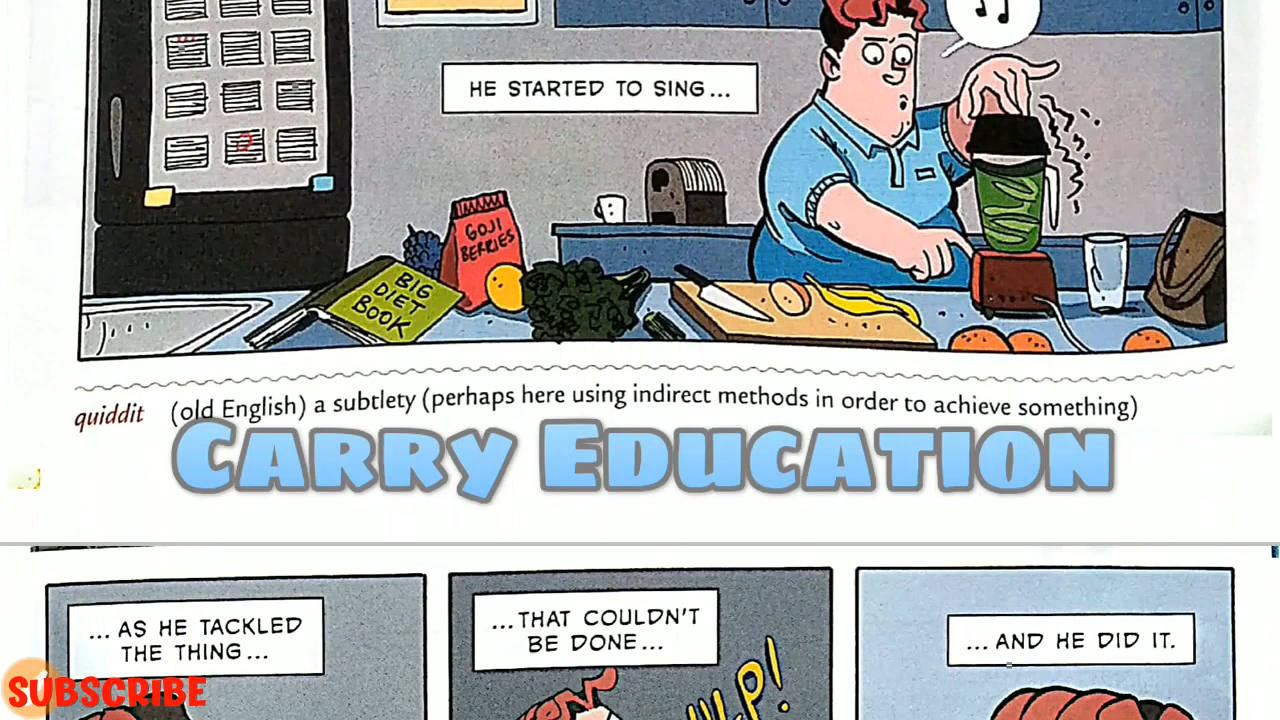 HE STARTED TO SING...
GOJI
BERRIES
BIG
DIET
BOOK
quiddit (old English) a subtlety (perhaps here using indirect methods in order to achieve something)
CARRY EDUCATION
... AS HE TACKLED
THE THING...
...THAT COULDN'T
BE DONE...
...AND HE DID IT.
SUBSCRIBE